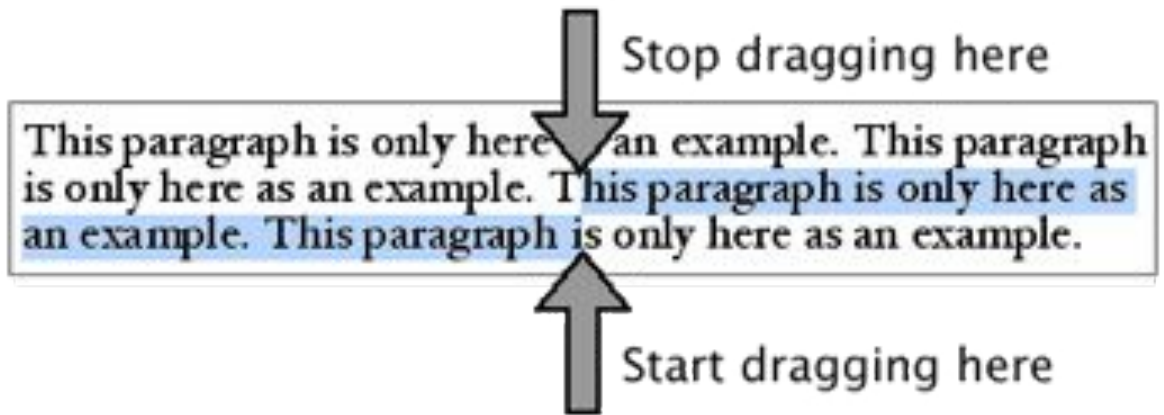 Stop dragging here
This paragraph is only here an example. This paragraph
is only here as an example. This paragraph is only here as
an example. This paragraph is only here as an example.
Start dragging here